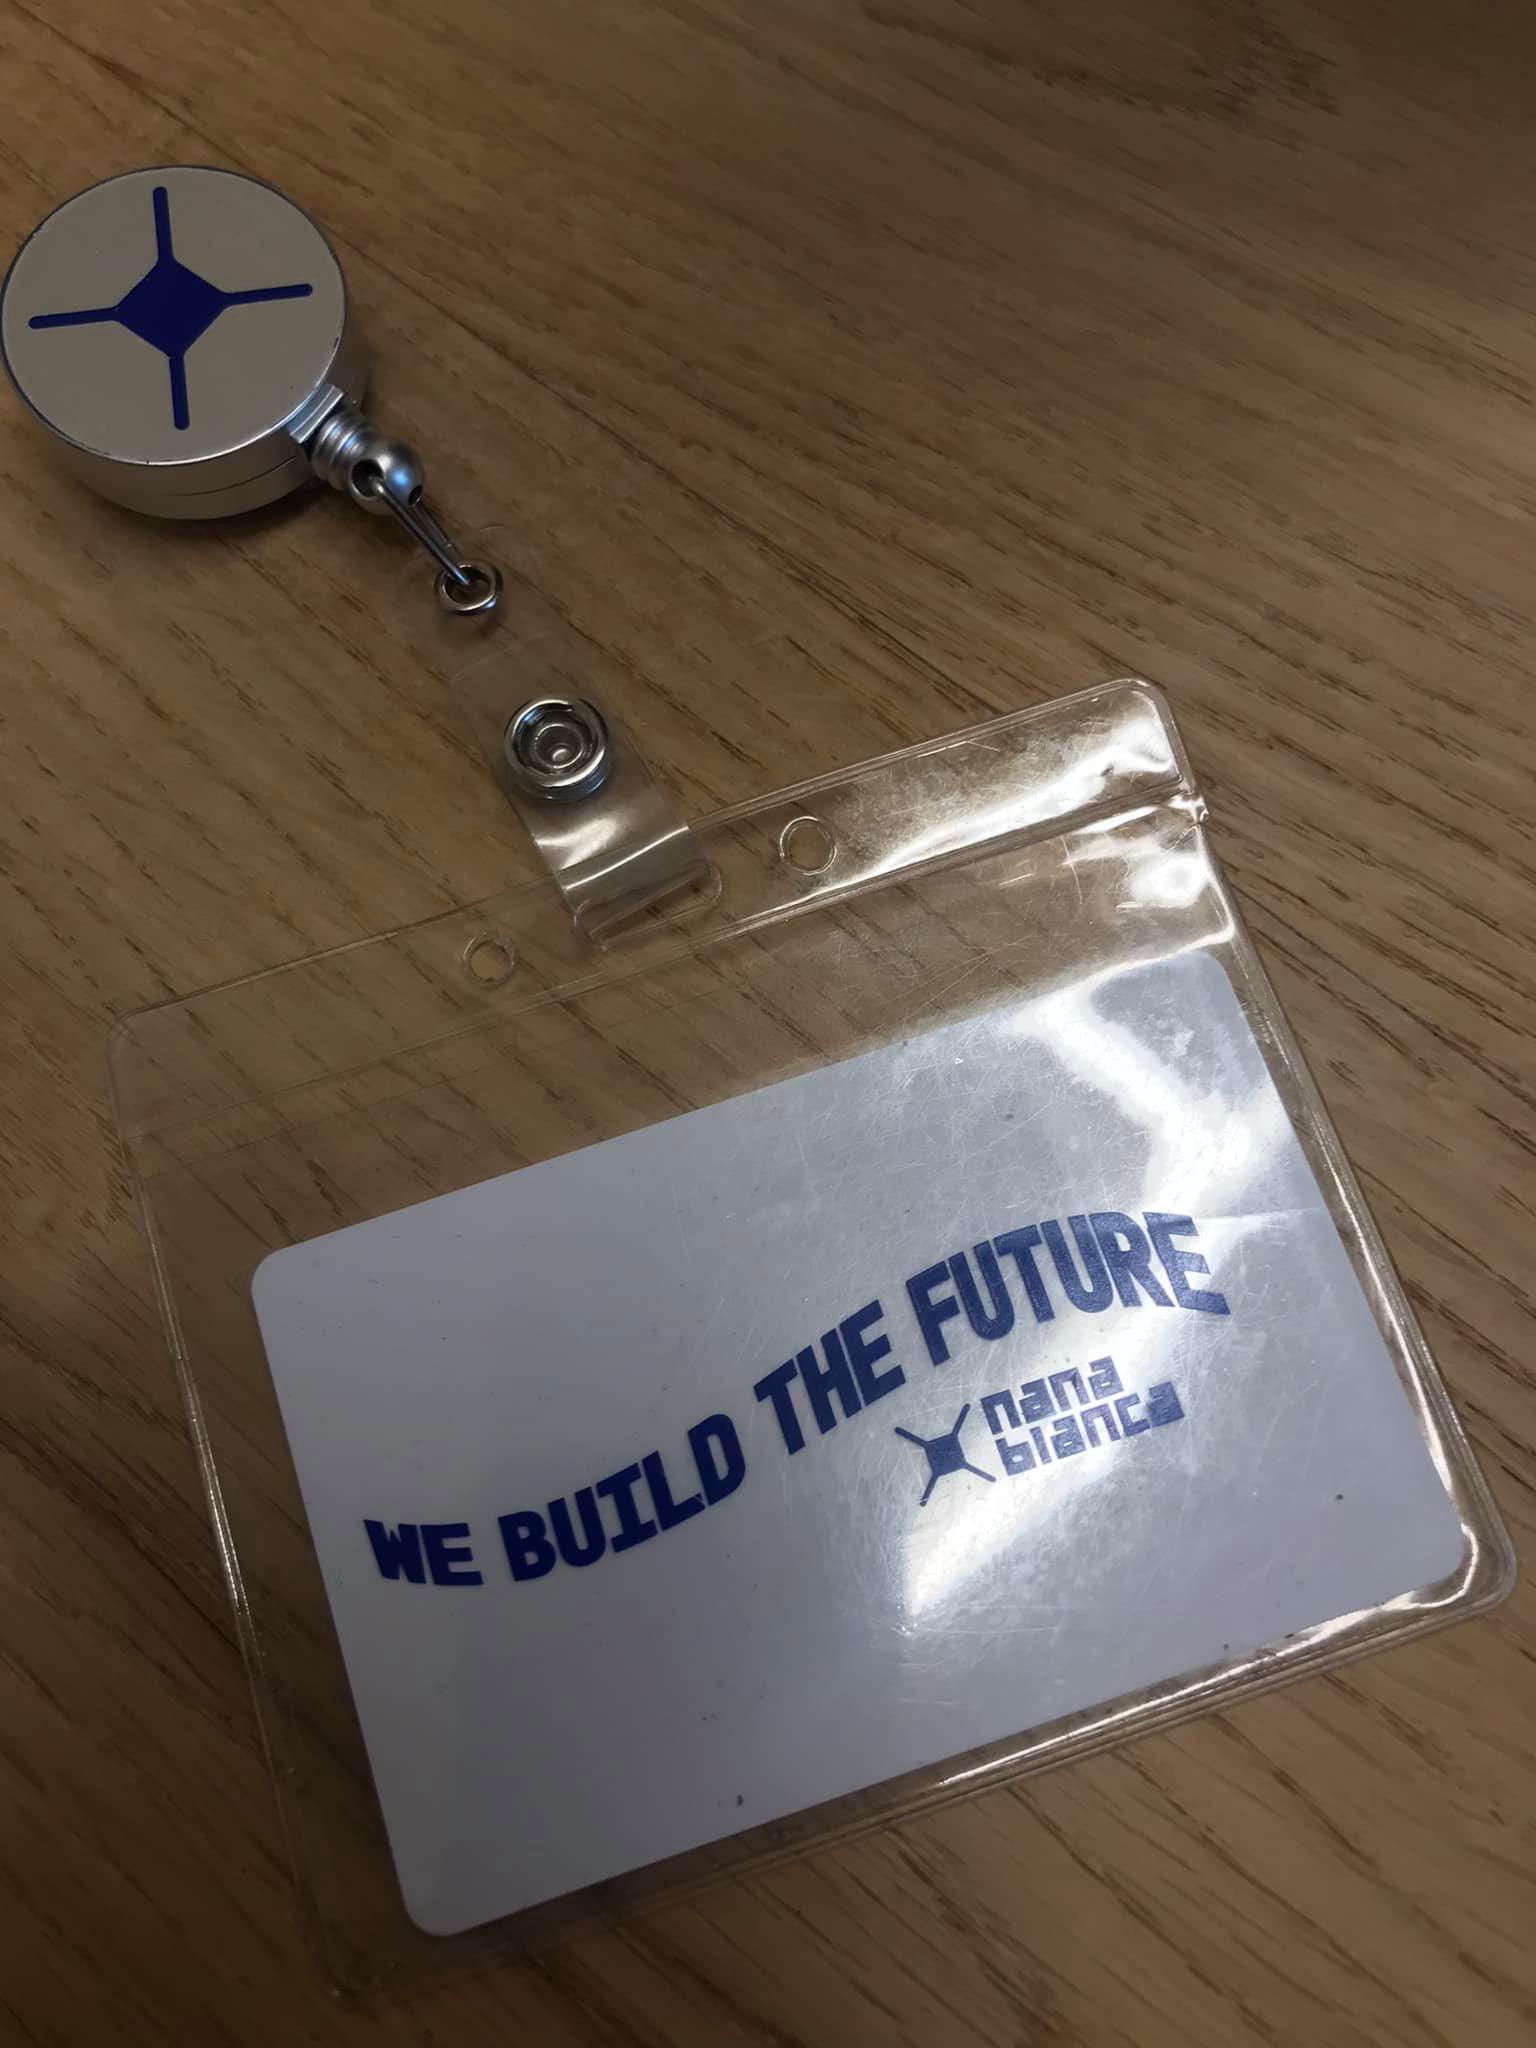 WE BUILD THE FUTURE
nana
bianca